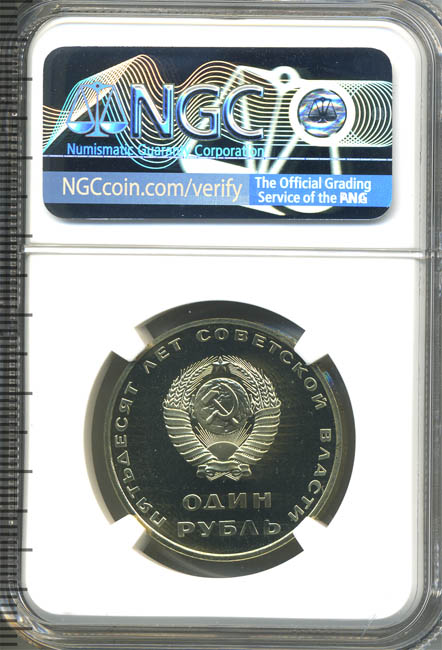 NGC
Numismatic Guaranty Corporation
NGCcoin.com/verify
The Official Grading
Service of the
ПЯТЬДЕСЯТ ЛЕТ СОВЕТСКОЙ ВЛАСТИ
ОДИН
РУБЛЬ